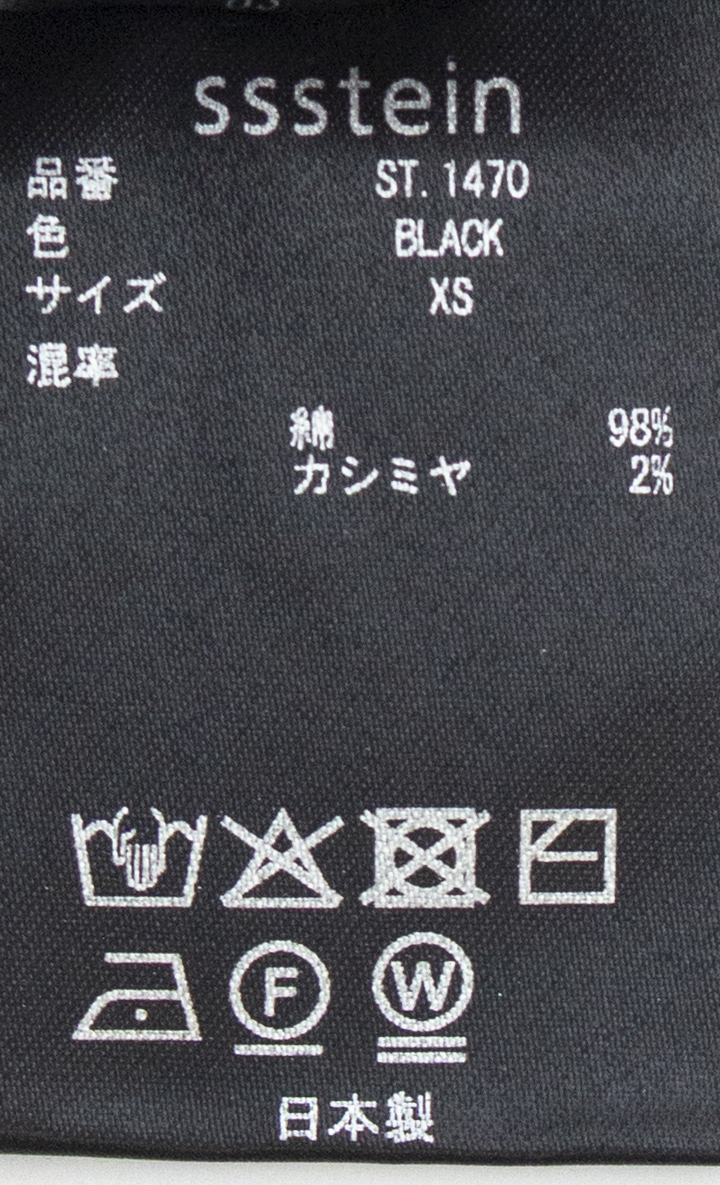 ssstein
品番 ST. 1470
色 BLACK
サイズ XS
混率
綿 98%
カシミヤ 2%
F W
日本製